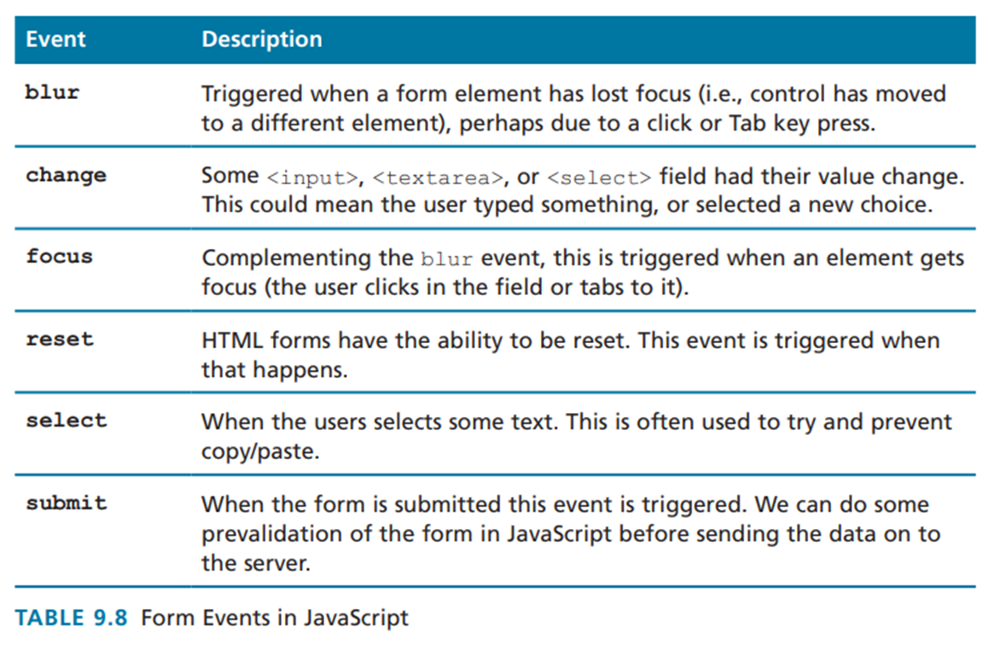 Event Description
blur Triggered when a form element has lost focus (i.e., control has moved
to a different element), perhaps due to a click or Tab key press.
change Some <input>, <textarea>, or <select> field had their value change.
This could mean the user typed something, or selected a new choice.
focus Complementing the blur event, this is triggered when an element gets
focus (the user clicks in the field or tabs to it).
reset HTML forms have the ability to be reset. This event is triggered when
that happens.
select When the users selects some text. This is often used to try and prevent
copy/paste.
submit When the form is submitted this event is triggered. We can do some
prevalidation of the form in JavaScript before sending the data on to
the server.
TABLE 9.8 Form Events in JavaScript